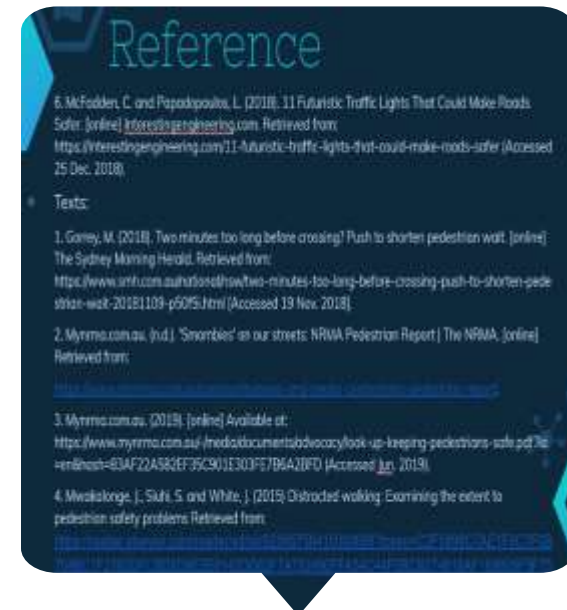 Reference
6. McFadden, C. and Papadopoulos, L. (2018). 11 Futuristic Traffic Lights That Could Make Roads
Safer. [online] Interestingengineering.com. Retrieved from:
https://interestingengineering.com/11-futuristic-traffic-lights-that-could-make-roads-safer (Accessed
25 Dec. 2018).
Texts:
1. Gorrey, M. (2018). Two minutes too long before crossing? Push to shorten pedestrian wait. [online]
The Sydney Morning Herald. Retrieved from:
https://www.smh.com.au/national/nsw/two-minutes-too-long-before-crossing-push-to-shorten-pede
strian-wait-20181109-p50f5i.html [Accessed 19 Nov. 2018].
2. Mynrma.com.au. (n.d.). 'Smombies' on our streets: NRMA Pedestrian Report | The NRMA. [online]
Retrieved from:
3. Mynrma.com.au. (2019). [online] Available at:
https://www.mynrma.com.au/-/media/documents/advocacy/look-up-keeping-pedestrians-safe.pdf?la
(Accessed Jun. 2019).
4. Mwakalonge, J., Siuhi, S. and White, J. (2015) Distracted walking: Examining the extent to
pedestrian safety problems Retrieved from: